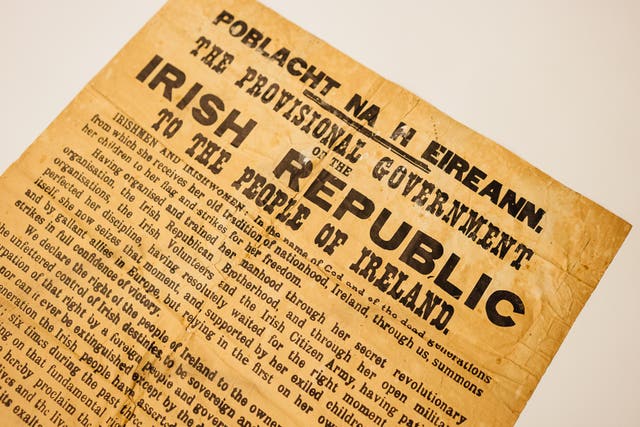 POBLACHT NA H EIREANN.
THE PROVISIONAL GOVERNMENT
OF THE
IRISH REPUBLIC
TO THE PEOPLE OF IRELAND.
IRISHMEN AND IRISHWOMEN: In the name of God and of the dead generations
from which she receives her old tradition of nationhood, Ireland, through us, summons
her children to her flag and strikes for her freedom.
Having organised and trained her manhood through her secret revolutionary
organisation, the Irish Republican Brotherhood, and through her open
organisations, the Irish Volunteers and the Irish Citizen Army, having
perfected her discipline, having resolutely waited for the right moment
itself, she now seizes that moment, and, supported by her exiled
and by gallant allies in Europe, but relying in the first on her own
strikes in full confidence of victory.
We declare the right of the people of Ireland to the
unfettered control of Irish destinies, to be sovereign
of that right by a foreign people and
nor can it ever be extinguished except by the
the Irish people have
six times during the past
on that fundamental
hereby proclaim
and the
its